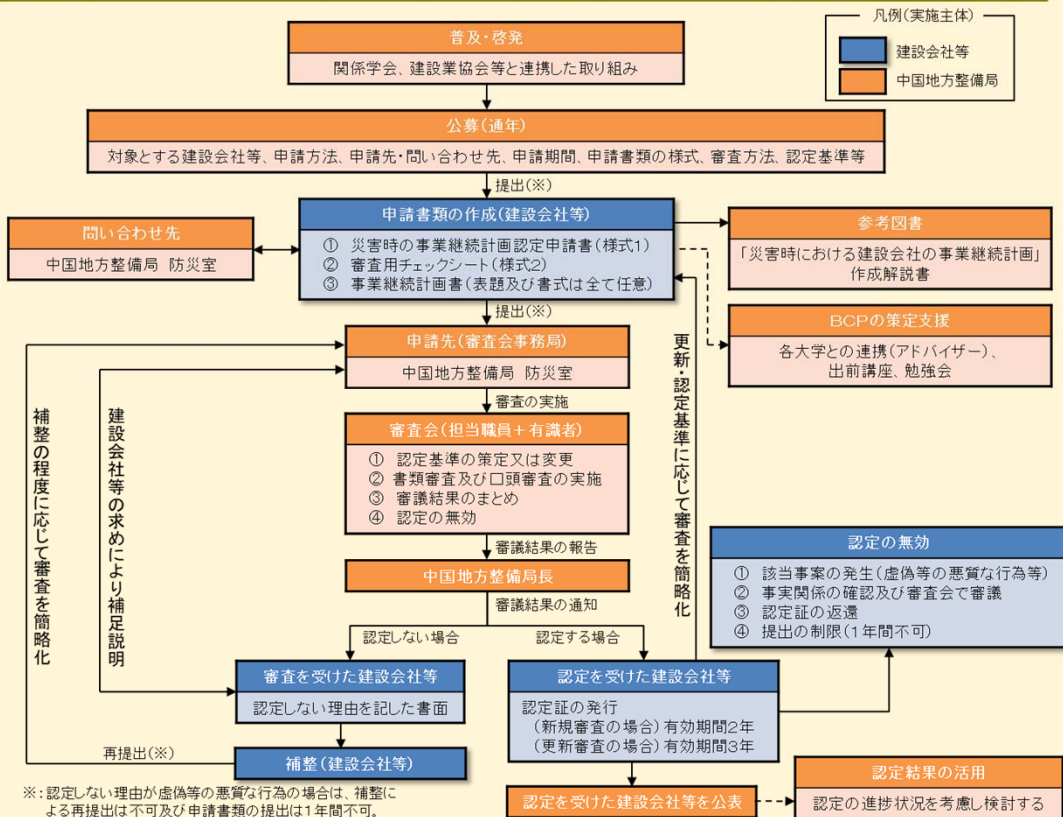 凡例(実施主体)
建設会社等
中国地方整備局
普及・啓発
関係学会、建設業協会等と連携した取り組み
公募(通年)
対象とする建設会社等、申請方法、申請先・問い合わせ先、申請期間、申請書類の様式、審査方法、認定基準等
提出(※)
申請書類の作成(建設会社等)
① 災害時の事業継続計画認定申請書(様式1)
② 審査用チェックシート(様式2)
③ 事業継続計画書(表題及び書式は全て任意)
問い合わせ先
中国地方整備局 防災室
参考図書
「災害時における建設会社の事業継続計画」
作成解説書
BCPの策定支援
各大学との連携(アドバイザー)、
出前講座、勉強会
提出(※)
申請先(審査会事務局)
中国地方整備局 防災室
審査の実施
審査会(担当職員+有識者)
① 認定基準の策定又は変更
② 書類審査及び口頭審査の実施
③ 審議結果のまとめ
④ 認定の無効
審議結果の報告
中国地方整備局長
審議結果の通知
認定しない場合
認定する場合
補整の程度に応じて審査を簡略化
建設会社等の求めにより補足説明
更新・認定基準に応じて審査を簡略化
認定の無効
① 該当事案の発生(虚偽等の悪質な行為等)
② 事実関係の確認及び審査会で審議
③ 認定証の返還
④ 提出の制限(1年間不可)
審査を受けた建設会社等
認定しない理由を記した書面
認定を受けた建設会社等
認定証の発行
(新規審査の場合)有効期間2年
(更新審査の場合)有効期間3年
再提出(※)
補整(建設会社等)
認定を受けた建設会社等を公表
認定結果の活用
認定の進捗状況を考慮し検討する
※:認定しない理由が虚偽等の悪質な行為の場合は、補整に
よる再提出は不可及び申請書類の提出は1年間不可。